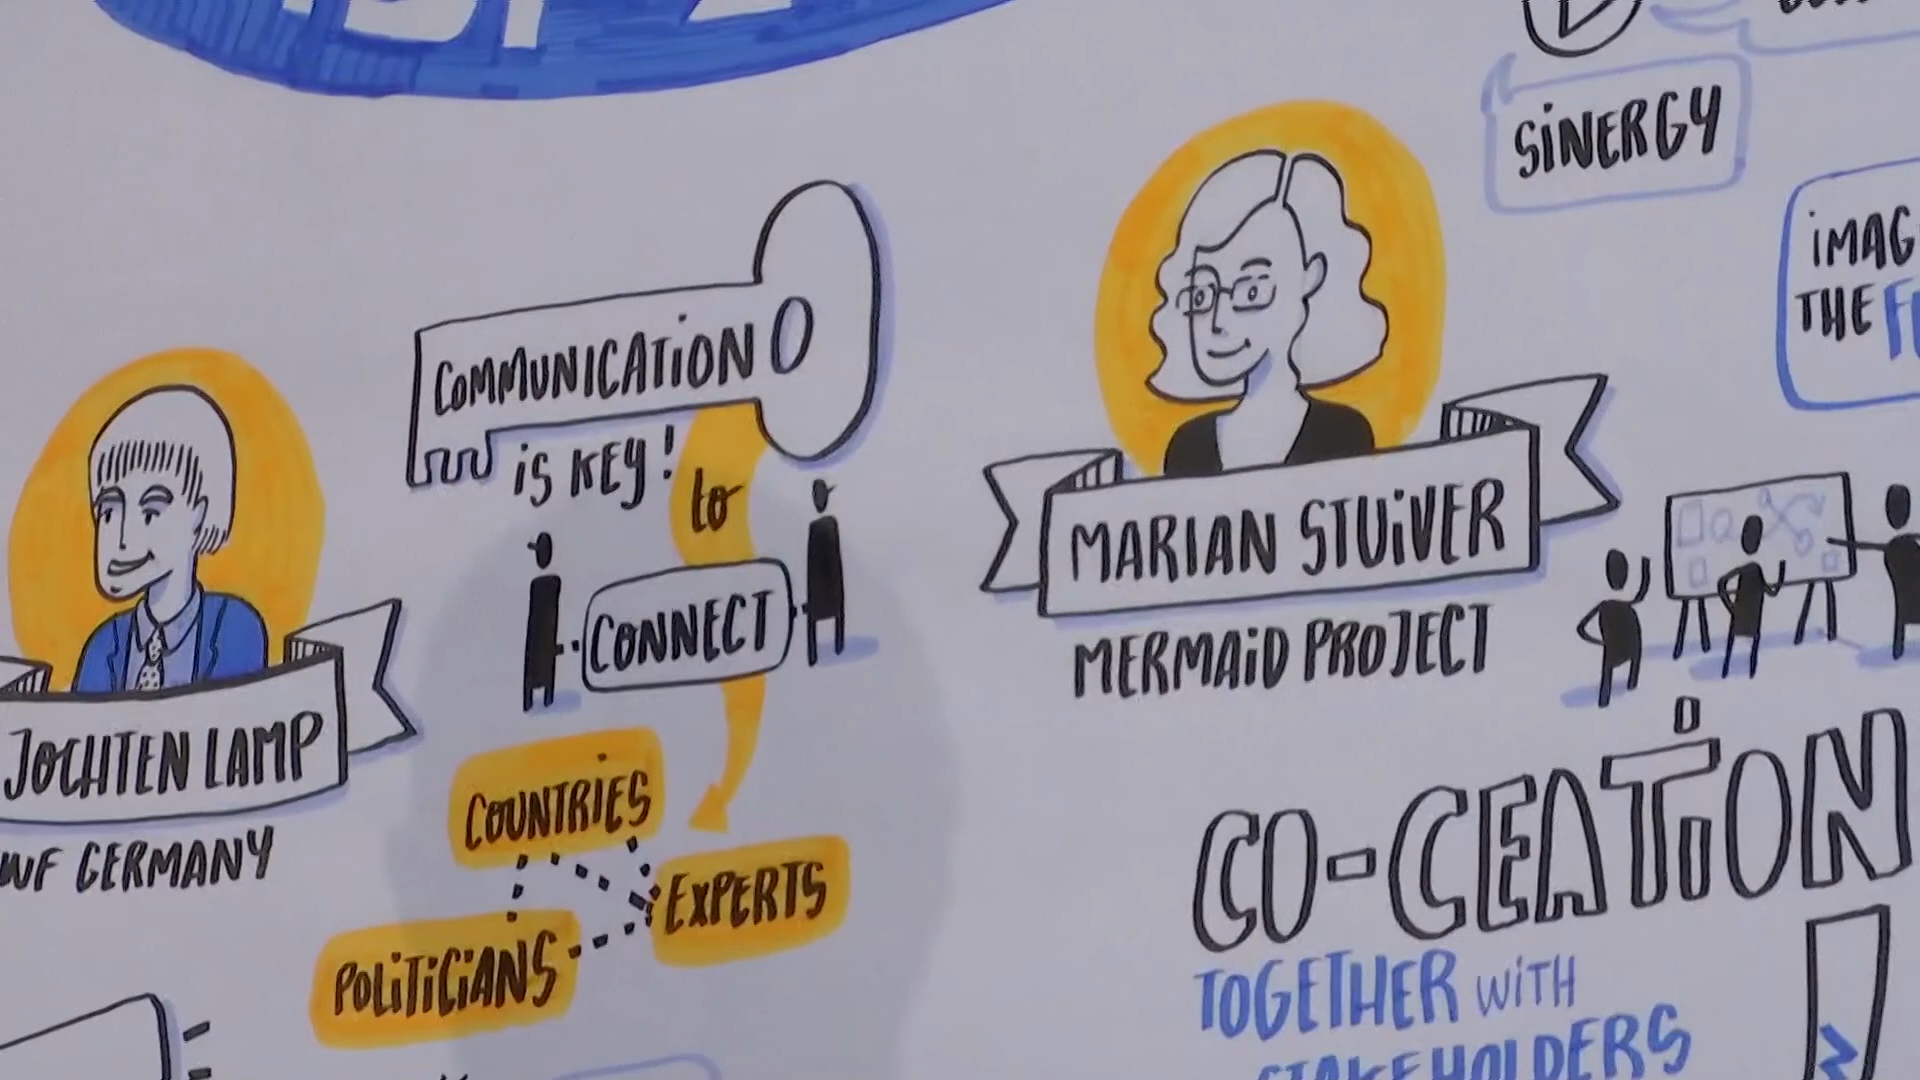 SiNERGY
iMAG
THE
COMMUNICATiON
is KEY!
to
CONNECT
COUNTRiES
EXPERTS
POLiTiCiANS
JOCHTEN LAMP
WF GERMANY
MARIAN STUiVER
MERMAiD PROJECT
CO-CEATiON
TOGETHER WiTH
STAKEHOLDERS